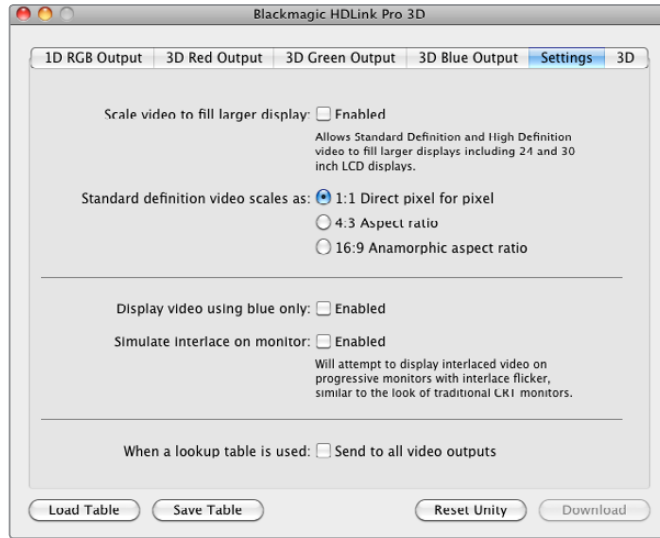 Blackmagic HDLink Pro 3D
1D RGB Output 3D Red Output 3D Green Output 3D Blue Output Settings 3D
Scale video to fill larger display: Enabled
Allows Standard Definition and High Definition
video to fill larger displays including 24 and 30
inch LCD displays.
Standard definition video scales as: 1:1 Direct pixel for pixel
4:3 Aspect ratio
16:9 Anamorphic aspect ratio
Display video using blue only: Enabled
Simulate interlace on monitor: Enabled
Will attempt to display interlaced video on
progressive monitors with interlace flicker,
similar to the look of traditional CRT monitors.
When a lookup table is used: Send to all video outputs
Load Table Save Table Reset Unity Download